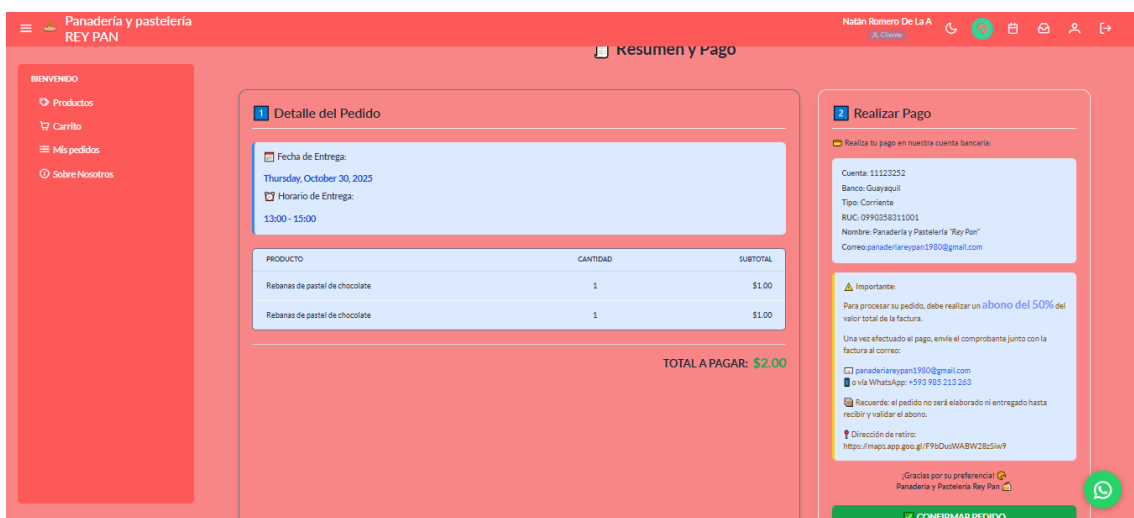 Panadería y pastelería
REY PAN
Natán Romero De La A
Cliente
Resumen y Pago
BIENVENIDO
Productos
Carrito
Mis pedidos
Sobre Nosotros
1 Detalle del Pedido
Fecha de Entrega:
Thursday, October 30, 2025
Horario de Entrega:
13:00 - 15:00
PRODUCTO CANTIDAD SUBTOTAL
Rebanas de pastel de chocolate 1 $1.00
Rebanas de pastel de chocolate 1 $1.00
TOTAL A PAGAR: $2.00
2 Realizar Pago
Realiza tu pago en nuestra cuenta bancaria:
Cuenta: 11123252
Banco: Guayaquil
Tipo: Corriente
RUC: 0990358311001
Nombre: Panadería y Pastelería "Rey Pan"
Correo:panaderiareypan1980@gmail.com
Importante:
Para procesar su pedido, debe realizar un abono del 50% del
valor total de la factura.
Una vez efectuado el pago, envíe el comprobante junto con la
factura al correo:
panaderiareypan1980@gmail.com
o vía WhatsApp: +593 985 213 263
Recuerde: el pedido no será elaborado ni entregado hasta
recibir y validar el abono.
Dirección de retiro:
https://maps.app.goo.gl/F9bDusWABW28zSiw9
¡Gracias por su preferencia!
Panadería y Pastelería Rey Pan
CONFIRMAR PEDIDO